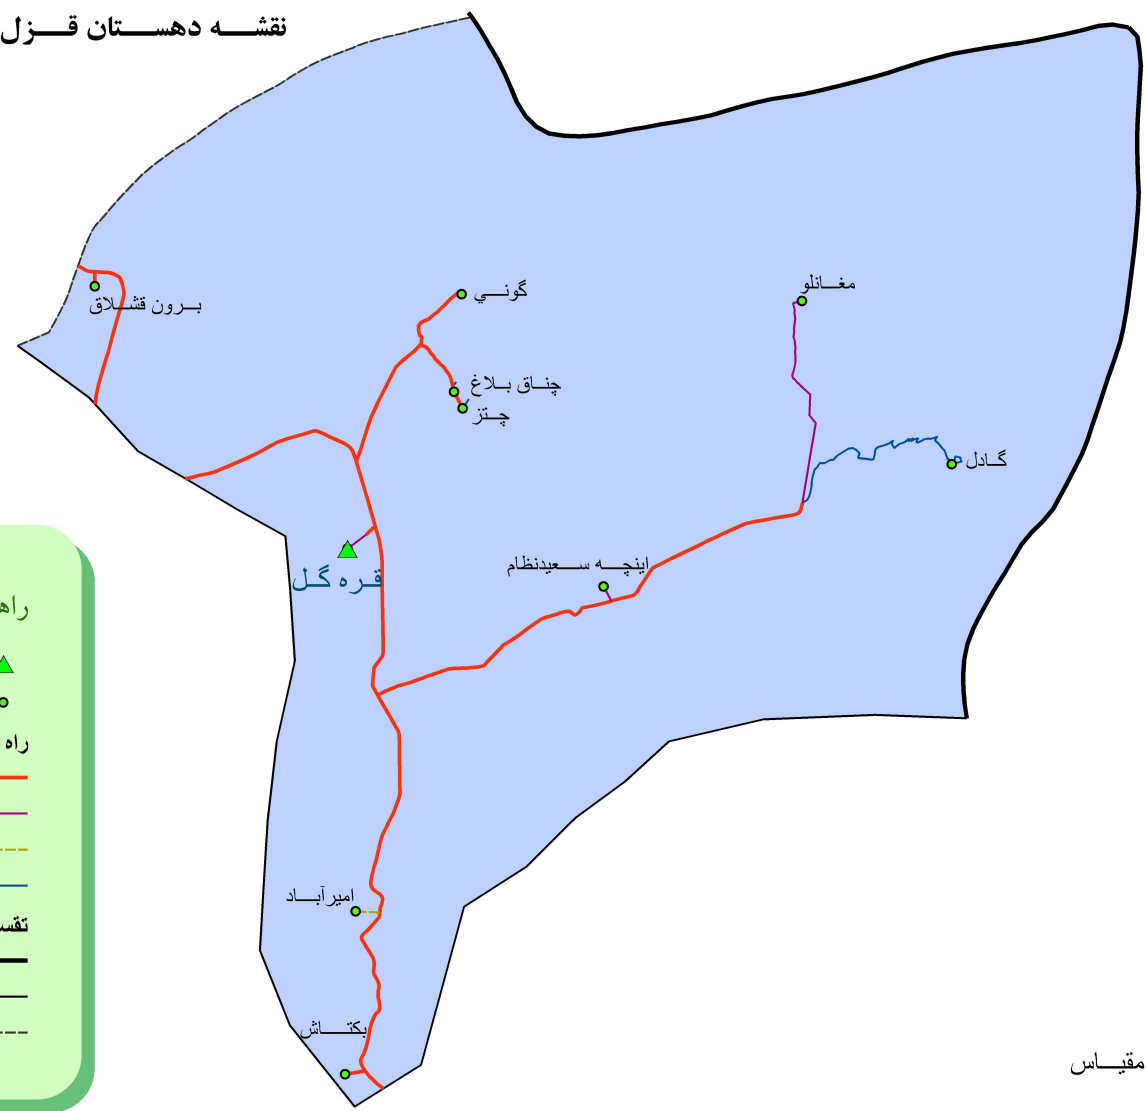 نقشه دهستان قزل
برون قشلاق
گوني
مغانلو
چناق بلاغ
چتز
گادل
اینچه سعیدنظام
قره گل
راه
امیرآباد
بکتاش
مقیاس